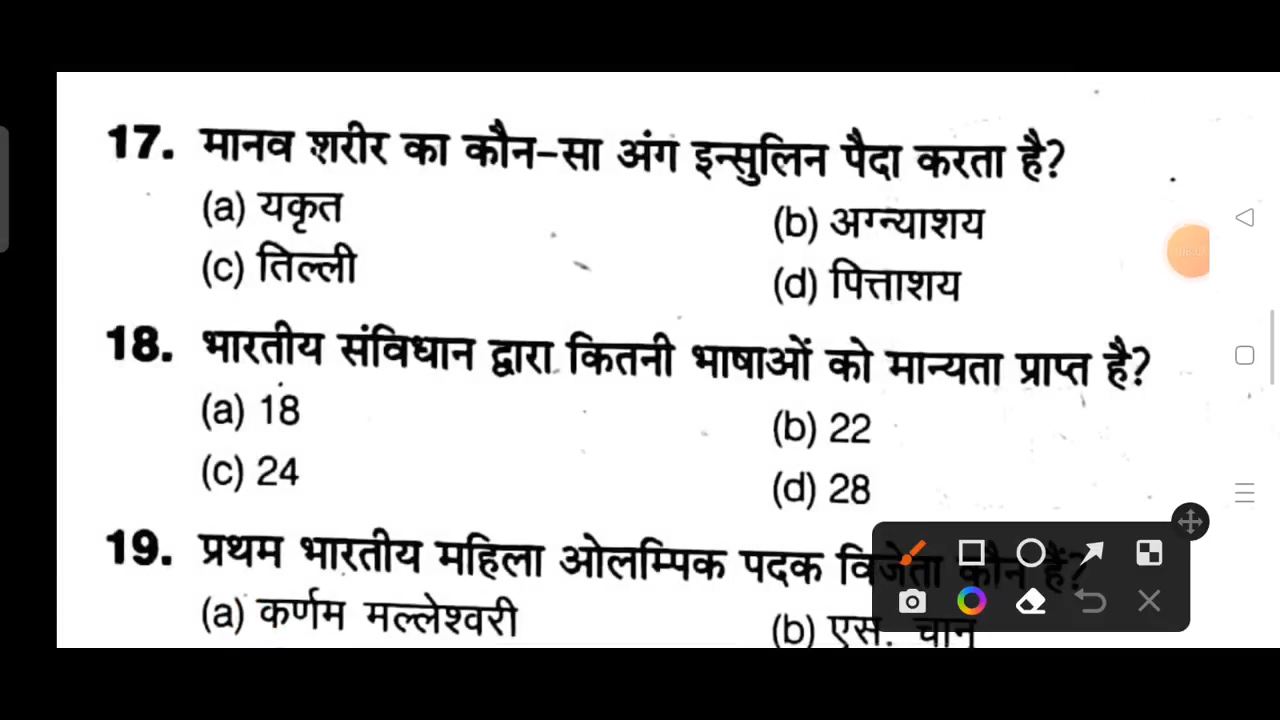 17. मानव शरीर का कौन-सा अंग इन्सुलिन पैदा करता है?
(a) यकृत (b) अग्न्याशय
(c) तिल्ली (d) पित्ताशय
18. भारतीय संविधान द्वारा कितनी भाषाओं को मान्यता प्राप्त है?
(a) 18 (b) 22
(c) 24 (d) 28
19. प्रथम भारतीय महिला ओलम्पिक पदक विजेता कौन हैं?
(a) कर्णम मल्लेश्वरी (b) एस. चानू